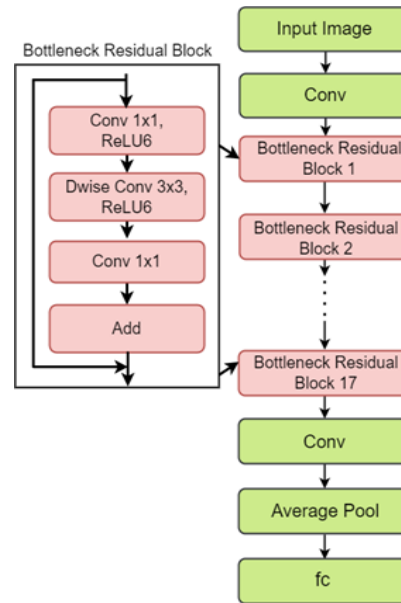 Bottleneck Residual Block
Conv 1x1,
ReLU6
Dwise Conv 3x3,
ReLU6
Conv 1x1
Add
Input Image
Conv
Bottleneck Residual
Block 1
Bottleneck Residual
Block 2
Bottleneck Residual
Block 17
Conv
Average Pool
fc